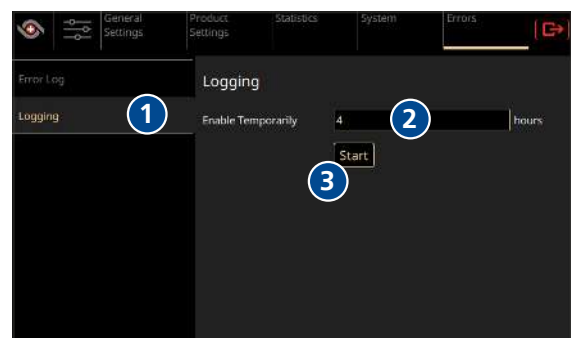 General
Settings
Product
Settings
Statistics
System
Errors
Error Log
Logging
1
Logging
Enable Temporarily 4 2 hours
Start
3